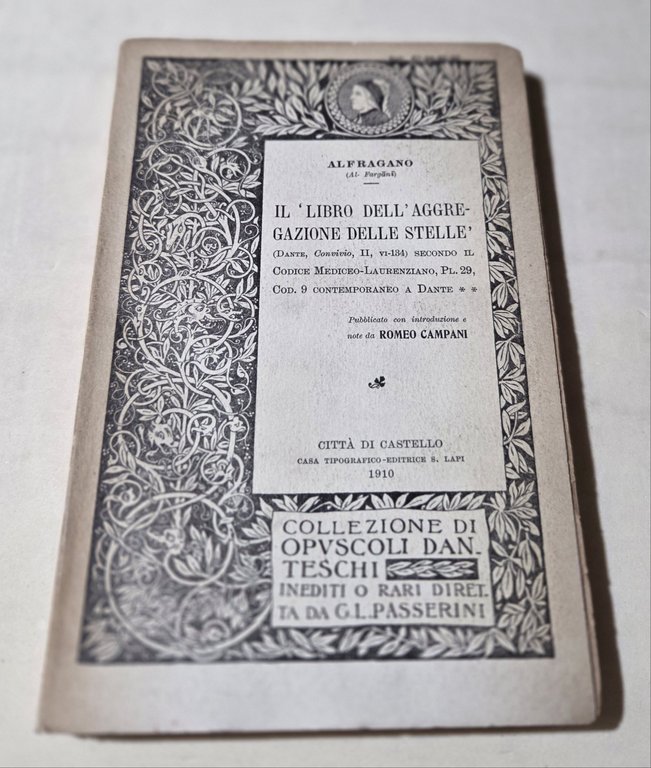 ALFRAGANO
(Al- Fargānī)
IL 'LIBRO DELL'AGGRE-
GAZIONE DELLE STELLE'
(DANTE, Convivio, II, VI-134) SECONDO IL
CODICE MEDICEO-LAURENZIANO, PL. 29,
COD. 9 CONTEMPORANEO A DANTE * *
Pubblicato con introduzione e
note da ROMEO CAMPANI
CITTÀ DI CASTELLO
CASA TIPOGRAFICO-EDITRICE S. LAPI
1910
COLLEZIONE DI
OPVSCOLI DAN-
TESCHI
INEDITI O RARI DIRET-
TA DA G.L. PASSERINI